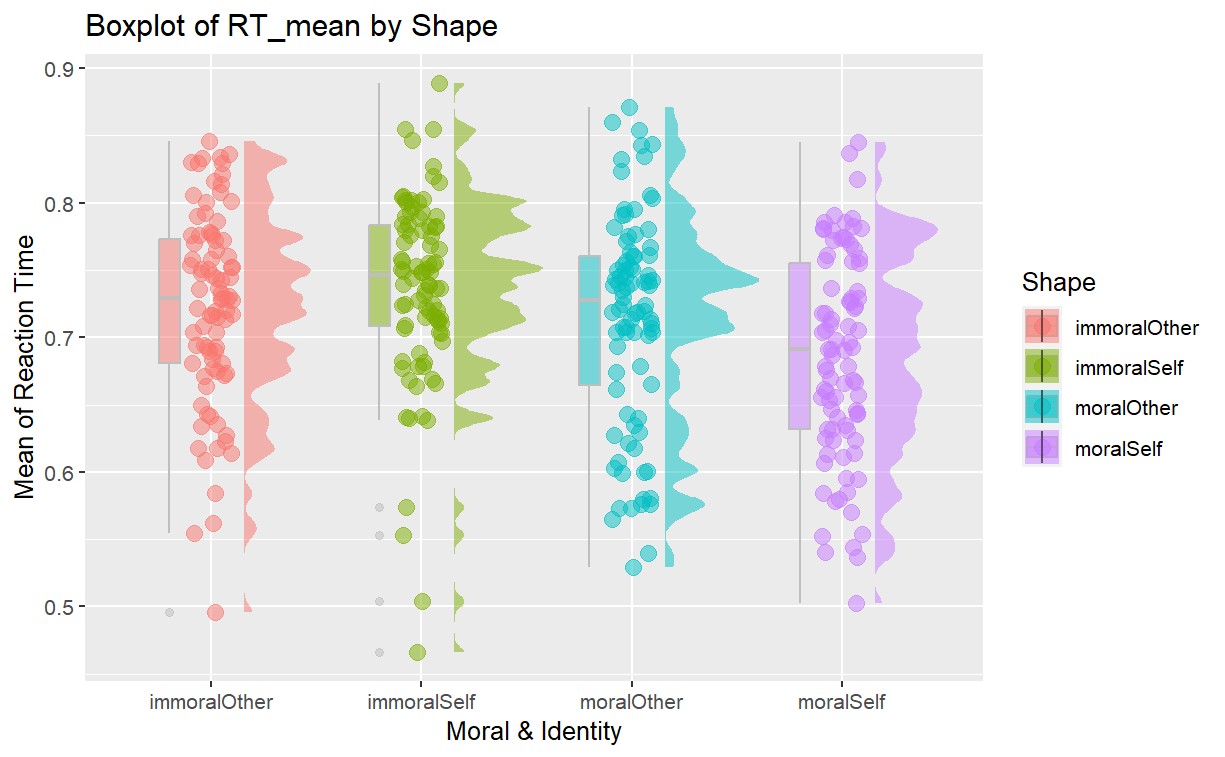 Boxplot of RT_mean by Shape
Mean of Reaction Time
0.9
0.8
0.7
0.6
0.5
immoralOther
immoralSelf
moralOther
moralSelf
Moral & Identity
Shape
immoralOther
immoralSelf
moralOther
moralSelf